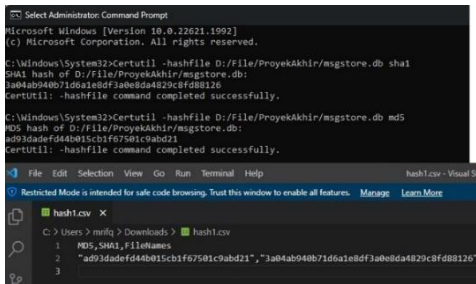 Select Administrator: Command Prompt
Microsoft Windows [Version 10.0.22621.1992]
(c) Microsoft Corporation. All rights reserved.
C:\Windows\System32>Certutil -hashfile D:/File/ProyekAkhir/msgstore.db sha1
SHA1 hash of D:/File/ProyekAkhir/msgstore.db:
3a04ab940b71d6a1e8df3a0e8da4829c8fd88126
CertUtil: -hashfile command completed successfully.
C:\Windows\System32>Certutil -hashfile D:/File/ProyekAkhir/msgstore.db md5
MD5 hash of D:/File/ProyekAkhir/msgstore.db:
ad93dadefd44b015cb1f67501c9abd21
CertUtil: -hashfile command completed successfully.
File Edit Selection View Go Run Terminal Help hash1.csv - Visual S
Restricted Mode is intended for safe code browsing. Trust this window to enable all features. Manage Learn More
hash1.csv X
C: > Users > mrifq > Downloads > hash1.csv
1 MD5,SHA1,FileNames
2 "ad93dadefd44b015cb1f67501c9abd21","3a04ab940b71d6a1e8df3a0e8da4829c8fd88126"
3